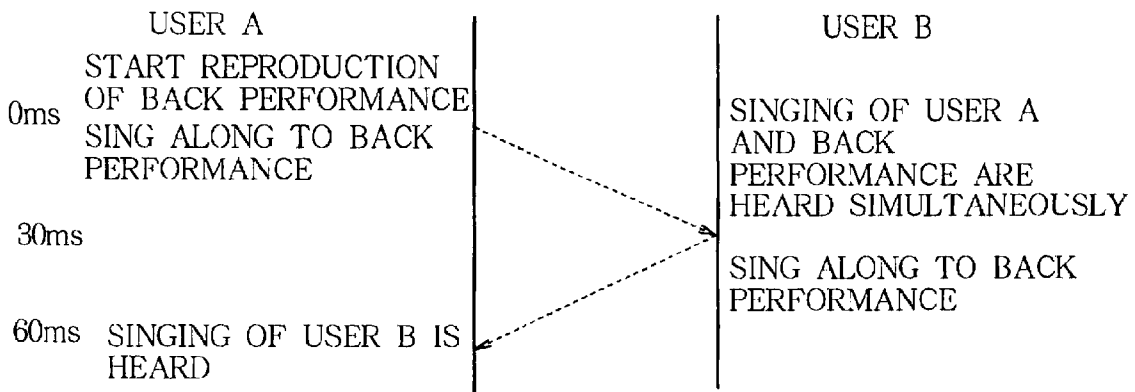 USER A
START REPRODUCTION
OF BACK PERFORMANCE
0ms
SING ALONG TO BACK
PERFORMANCE
30ms
60ms
SINGING OF USER B IS
HEARD
USER B
SINGING OF USER A
AND BACK
PERFORMANCE ARE
HEARD SIMULTANEOUSLY
SING ALONG TO BACK
PERFORMANCE